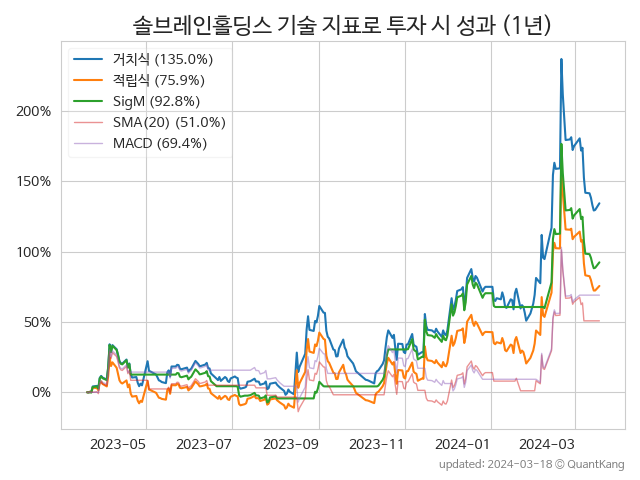 솔브레인홀딩스 기술 지표로 투자 시 성과 (1년)
거치식 (135.0%)
적립식 (75.9%)
SigM (92.8%)
SMA(20) (51.0%)
MACD (69.4%)
200%
150%
100%
50%
0%
2023-05 2023-07 2023-09 2023-11 2024-01 2024-03
updated: 2024-03-18 © QuantKang